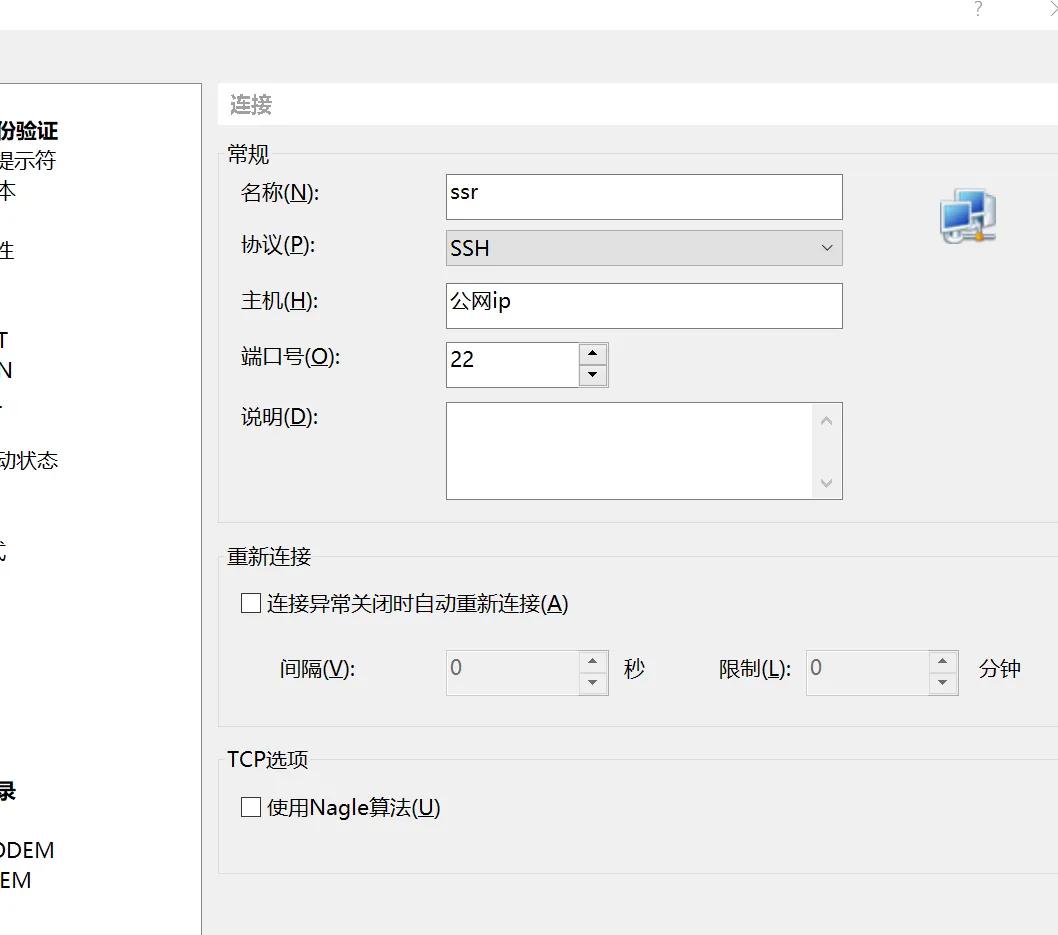 ?
连接
份验证
提示符
本
性
T
N
动状态
式
录
ODEM
EM
常规
名称(N):
ssr
协议(P):
SSH
主机(H):
公网ip
端口号(O):
22
说明(D):
重新连接
连接异常关闭时自动重新连接(A)
间隔(V):
0
秒
限制(L):
0
分钟
TCP选项
使用Nagle算法(U)